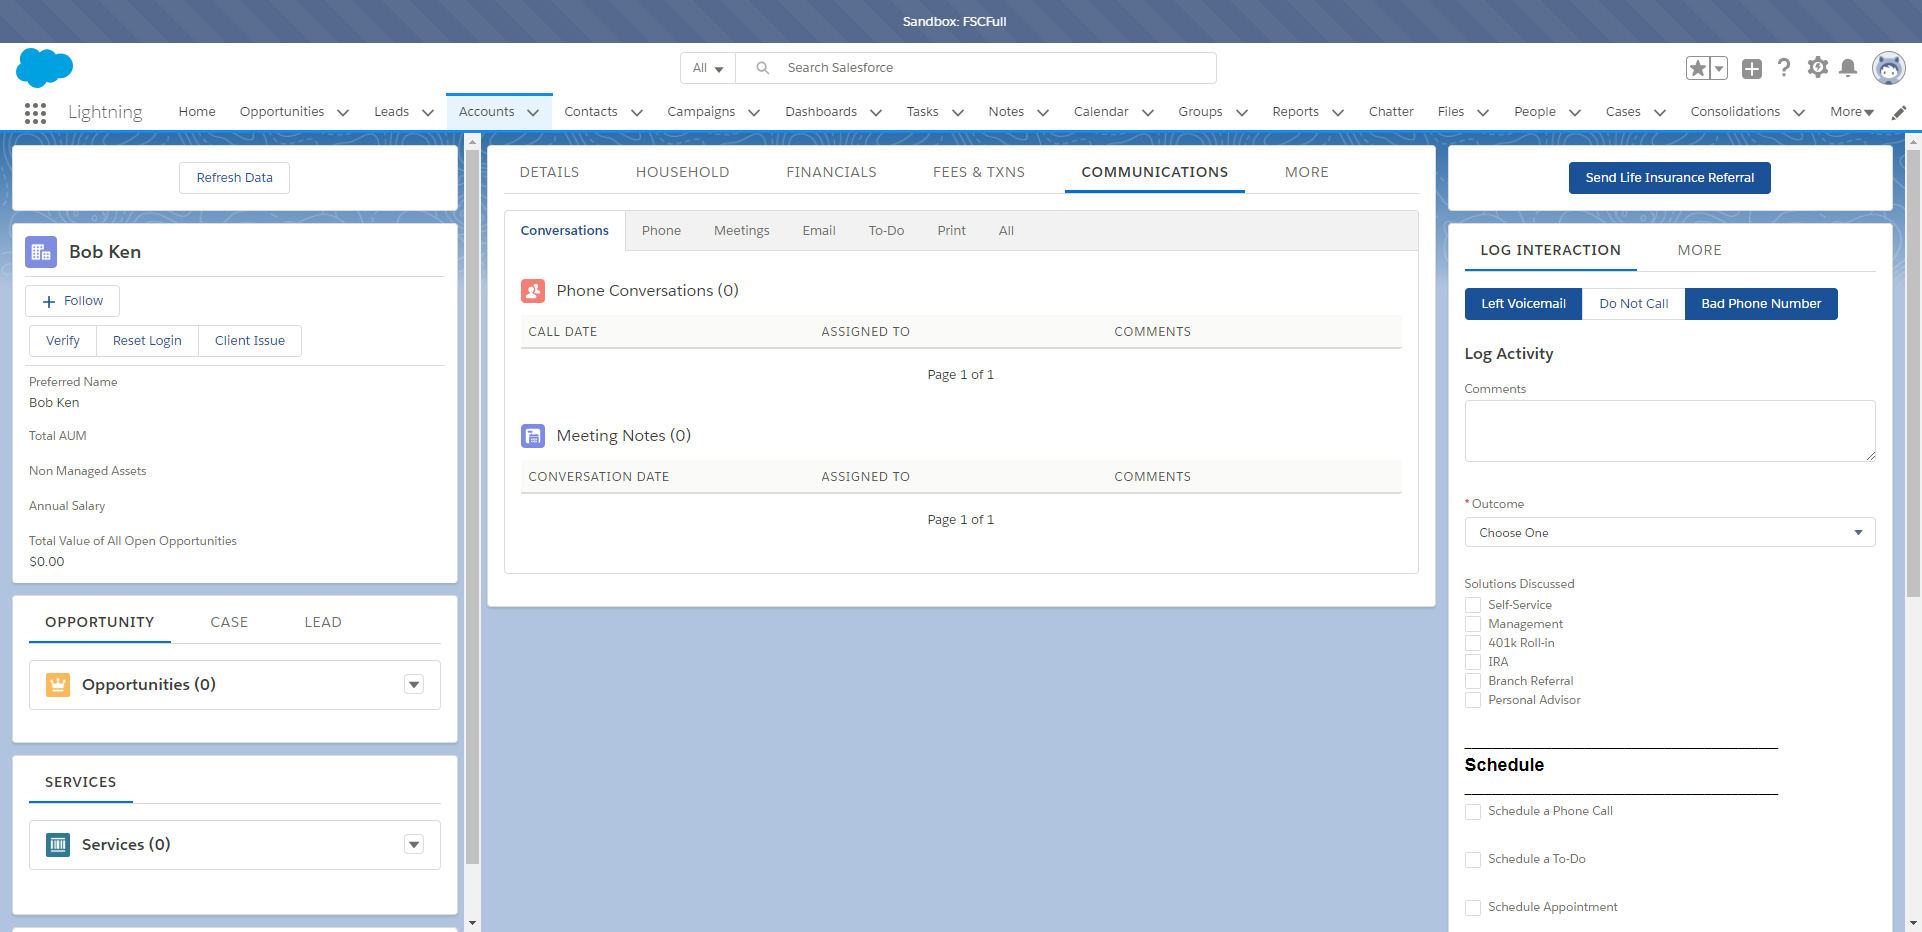 Sandbox: FSCFull
All
Search Salesforce
Lightning
Home
Opportunities
Leads
Accounts
Contacts
Campaigns
Dashboards
Tasks
Notes
Calendar
Groups
Reports
Chatter
Files
People
Cases
Consolidations
More
Refresh Data
Bob Ken
Follow
Verify
Reset Login
Client Issue
Preferred Name
Bob Ken
Total AUM
Non Managed Assets
Annual Salary
Total Value of All Open Opportunities
$0.00
OPPORTUNITY
CASE
LEAD
Opportunities (0)
SERVICES
Services (0)
DETAILS
HOUSEHOLD
FINANCIALS
FEES & TXNS
COMMUNICATIONS
MORE
Conversations
Phone
Meetings
Email
To-Do
Print
All
Phone Conversations (0)
CALL DATE
ASSIGNED TO
COMMENTS
Page 1 of 1
Meeting Notes (0)
CONVERSATION DATE
ASSIGNED TO
COMMENTS
Page 1 of 1
Send Life Insurance Referral
LOG INTERACTION
MORE
Left Voicemail
Do Not Call
Bad Phone Number
Log Activity
Comments
*Outcome
Choose One
Solutions Discussed
Self-Service
Management
401k Roll-in
IRA
Branch Referral
Personal Advisor
Schedule
Schedule a Phone Call
Schedule a To-Do
Schedule Appointment